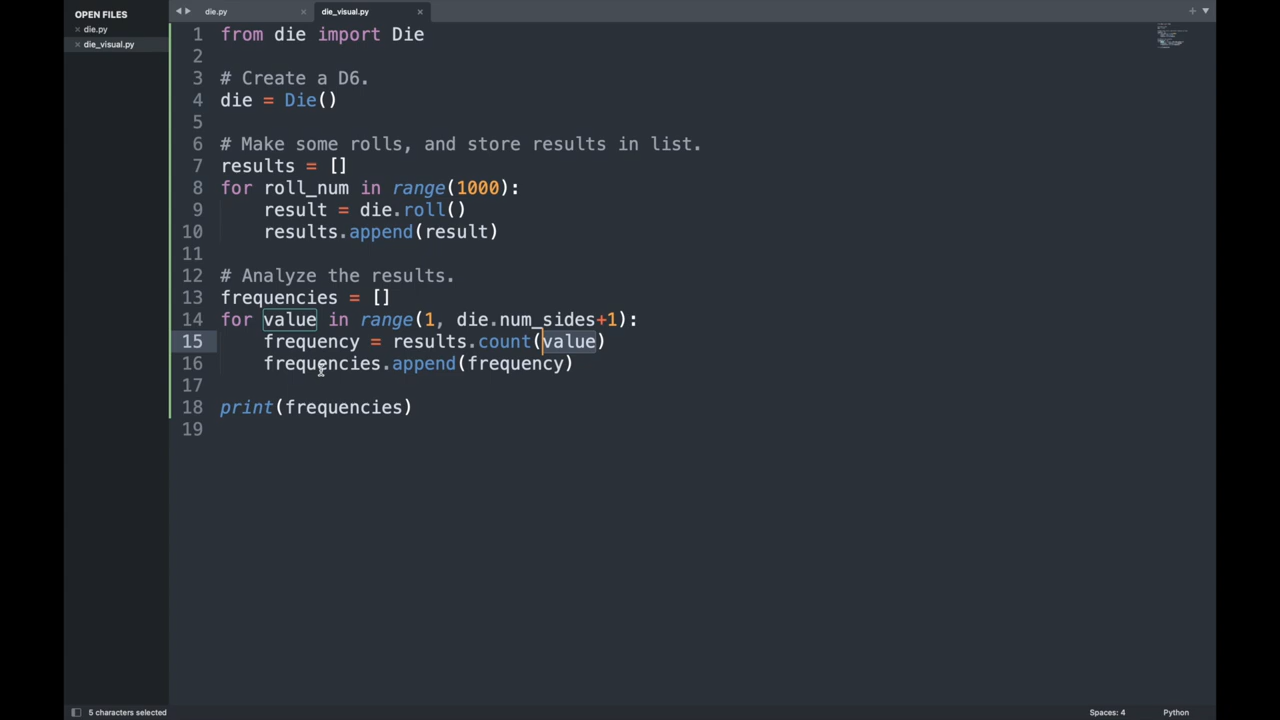 OPEN FILES
× die.py
× die_visual.py
die.py ×
die_visual.py ×
1 from die import Die
2
3 # Create a D6.
4 die = Die()
5
6 # Make some rolls, and store results in list.
7 results = []
8 for roll_num in range(1000):
9     result = die.roll()
10     results.append(result)
11
12 # Analyze the results.
13 frequencies = []
14 for value in range(1, die.num_sides+1):
15     frequency = results.count(value)
16     frequencies.append(frequency)
17
18 print(frequencies)
19
5 characters selected
Spaces: 4
Python